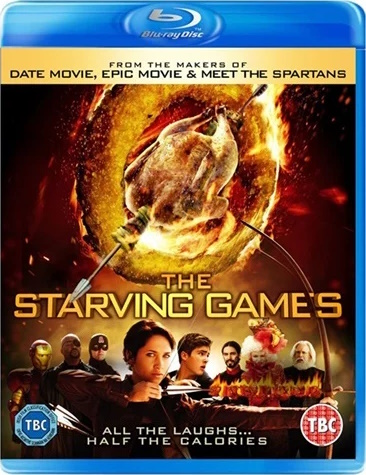 Blu-ray Disc
FROM THE MAKERS OF
DATE MOVIE, EPIC MOVIE & MEET THE SPARTANS
THE
STARVING GAMES
ALL THE LAUGHS...
HALF THE CALORIES
TBC
TBC